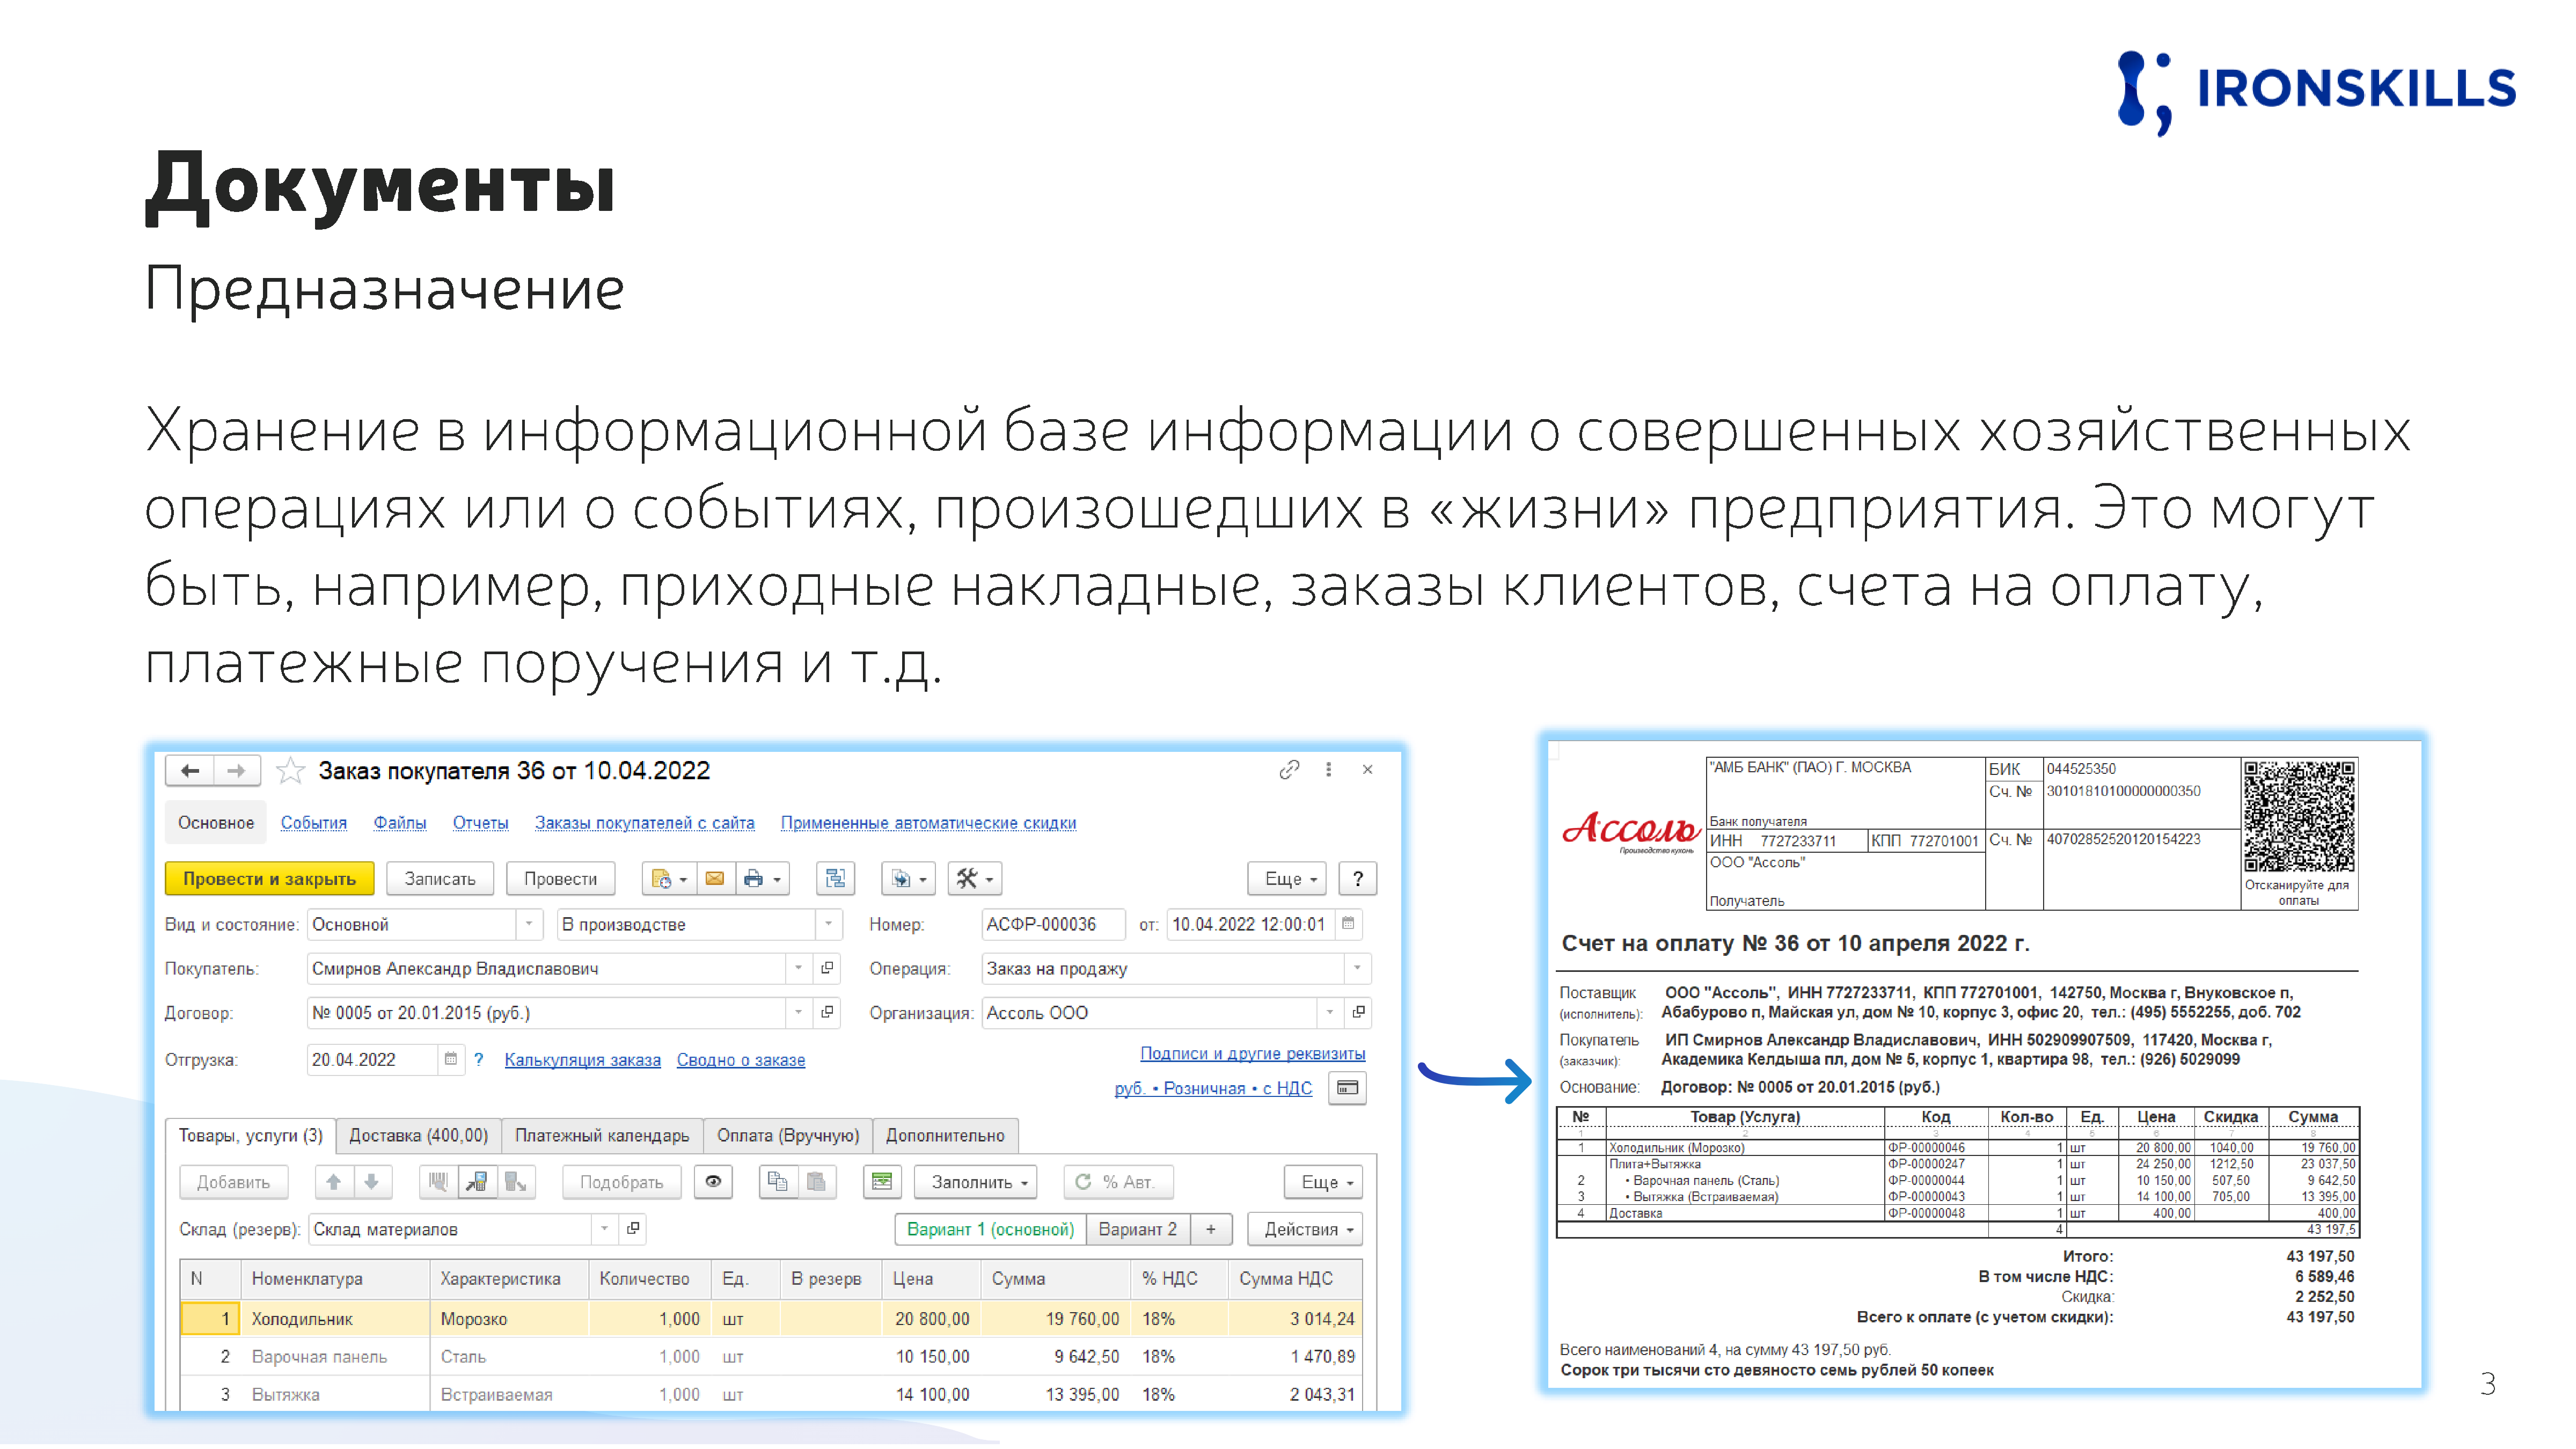 IRONSKILLS
Документы
Предназначение
Хранение в информационной базе информации о совершенных хозяйственных
операциях или о событиях, произошедших в «жизни» предприятия. Это могут
быть, например, приходные накладные, заказы клиентов, счета на оплату,
платежные поручения и т.д.
Заказ покупателя 36 от 10.04.2022
Основное События Файлы Отчеты Заказы покупателей с сайта Примененные автоматические скидки
Провести и закрыть Записать Провести Еще ?
Вид и состояние: Основной В производстве Номер: АСФР-000036 от: 10.04.2022 12:00:01
Покупатель: Смирнов Александр Владиславович Операция: Заказ на продажу
Договор: № 0005 от 20.01.2015 (руб.) Организация: Ассоль ООО
Отгрузка: 20.04.2022 ? Калькуляция заказа Сводно о заказе Подписи и другие реквизиты
руб. • Розничная • с НДС
Товары, услуги (3) Доставка (400,00) Платежный календарь Оплата (Вручную) Дополнительно
Добавить Подобрать Заполнить % Авт. Еще
Склад (резерв): Склад материалов Вариант 1 (основной) Вариант 2 + Действия
N Номенклатура Характеристика Количество Ед. В резерв Цена Сумма % НДС Сумма НДС
1 Холодильник Морозко 1,000 шт 20 800,00 19 760,00 18% 3 014,24
2 Варочная панель Сталь 1,000 шт 10 150,00 9 642,50 18% 1 470,89
3 Вытяжка Встраиваемая 1,000 шт 14 100,00 13 395,00 18% 2 043,31
Ассоль
Производство кухонь
"АМБ БАНК" (ПАО) Г. МОСКВА БИК 044525350
Сч. № 30101810100000000350
Банк получателя
ИНН 7727233711 КПП 772701001 Сч. № 40702852520120154223
ООО "Ассоль"
Получатель
Отсканируйте для
оплаты
Счет на оплату № 36 от 10 апреля 2022 г.
Поставщик ООО "Ассоль", ИНН 7727233711, КПП 772701001, 142750, Москва г, Внуковское п,
(исполнитель): Абабурово п, Майская ул, дом № 10, корпус 3, офис 20, тел.: (495) 5552255, доб. 702
Покупатель ИП Смирнов Александр Владиславович, ИНН 502909907509, 117420, Москва г,
(заказчик): Академика Келдыша пл, дом № 5, корпус 1, квартира 98, тел.: (926) 5029099
Основание: Договор: № 0005 от 20.01.2015 (руб.)
№ Товар (Услуга) Код Кол-во Ед. Цена Скидка Сумма
1 2 3 4 5 6 7 8
1 Холодильник (Морозко) ФР-00000046 1 шт 20 800,00 1040,00 19 760,00
Плита+Вытяжка ФР-00000247 1 шт 24 250,00 1212,50 23 037,50
2 • Варочная панель (Сталь) ФР-00000044 1 шт 10 150,00 507,50 9 642,50
3 • Вытяжка (Встраиваемая) ФР-00000043 1 шт 14 100,00 705,00 13 395,00
4 Доставка ФР-00000048 1 шт 400,00 400,00
4 43 197,5
Итого: 43 197,50
В том числе НДС: 6 589,46
Скидка: 2 252,50
Всего к оплате (с учетом скидки): 43 197,50
Всего наименований 4, на сумму 43 197,50 руб.
Сорок три тысячи сто девяносто семь рублей 50 копеек
3